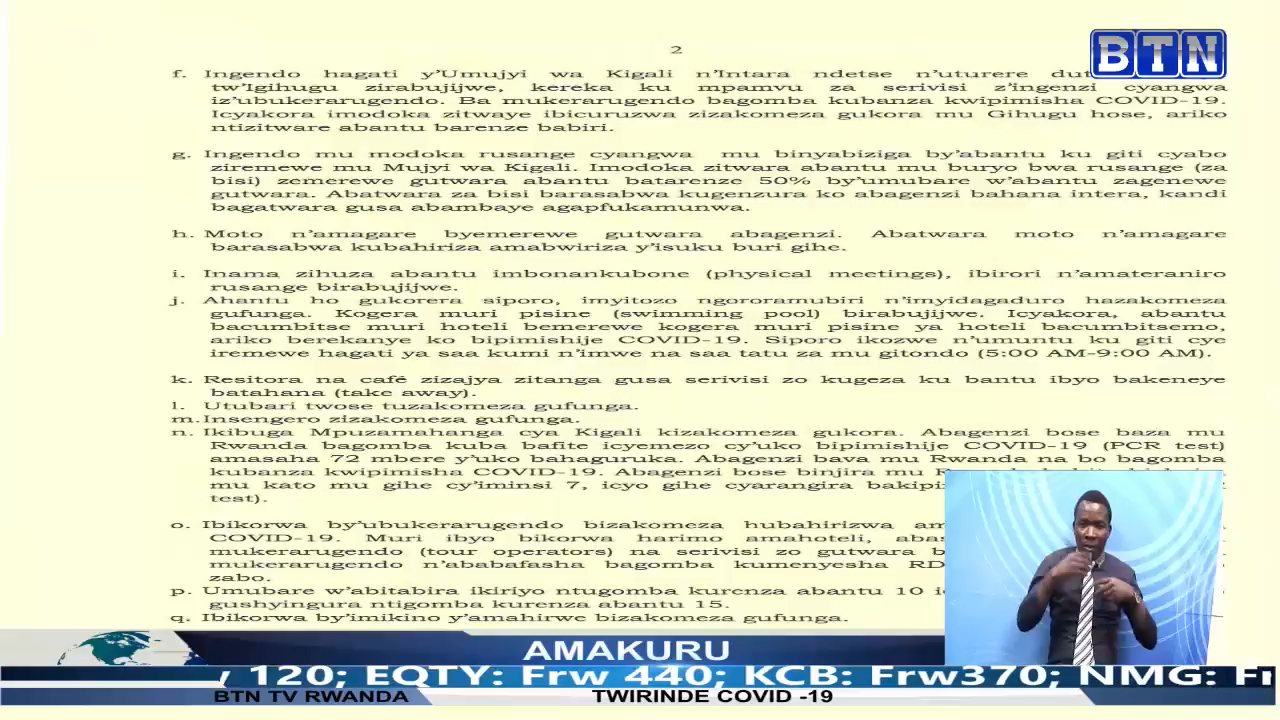 BTN
2
f. Ingendo hagati y'Umujyi wa Kigali n'Intara ndetse n'uturere
tw'Igihugu zirabujijwe, kereka ku mpamvu za serivisi z'ingenzi cyangwa
iz'ubukerarugendo. Ba mukerarugendo bagomba kubanza kwipimisha COVID-19.
Icyakora imodoka zitwaye ibicuruzwa zizakomeza gukora mu Gihugu hose, ariko
ntizitware abantu barenze babiri.
g. Ingendo mu modoka rusange cyangwa mu binyabiziga by'abantu ku giti cyabo
ziremewe mu Mujyi wa Kigali. Imodoka zitwara abantu mu buryo bwa rusange (za
bisi) zemerewe gutwara abantu batarenze 50% by'umubare w'abantu zagenewe
gutwara. Abatwara za bisi barasabwa kugenzura ko abagenzi bahana intera, kandi
bagatwara gusa abambaye agapfukamunwa.
h. Moto n'amagare byemerewe gutwara abagenzi. Abatwara moto n'amagare
barasabwa kubahiriza amabwiriza y'isuku buri gihe.
i. Inama zihuza abantu imbonankubone (physical meetings), ibirori n'amateraniro
rusange birabujijwe.
j. Ahantu ho gukorera siporo, imyitozo ngororamubiri n'imyidagaduro hazakomeza
gufunga. Kogera muri pisine (swimming pool) birabujijwe. Icyakora, abantu
bacumbitse muri hoteli bemerewe kogera muri pisine ya hoteli bacumbitsemo,
ariko berekanye ko bipimishije COVID-19. Siporo ikozwe n'umuntu ku giti cye
iremewe hagati ya saa kumi n'imwe na saa tatu za mu gitondo (5:00 AM-9:00 AM).
k. Resitora na café zizajya zitanga gusa serivisi zo kugeza ku bantu ibyo bakeneye
batahana (take away).
l. Utubari twose tuzakomeza gufunga.
m. Insengero zizakomeza gufunga.
n. Ikibuga Mpuzamahanga cya Kigali kizakomeza gukora. Abagenzi bose baza mu
Rwanda bagomba kuba bafite icyemezo cy'uko bipimishije COVID-19 (PCR test)
amasaha 72 mbere y'uko bahaguruka. Abagenzi bava mu Rwanda na bo bagomba
kubanza kwipimisha COVID-19. Abagenzi bose binjira mu
mu kato mu gihe cy'iminsi 7, icyo gihe cyarangira
test).
o. Ibikorwa by'ubukerarugendo bizakomeza hubahirizwa
COVID-19. Muri ibyo bikorwa harimo amahoteli,
mukerarugendo (tour operators) na serivisi zo gutwara
mukerarugendo n'ababafasha bagomba kumenyesha
zabo.
p. Umubare w'abitabira ikiriyo ntugomba kurenza abantu 10
gushyingura ntigomba kurenza abantu 15.
q. Ibikorwa by'imikino y'amahirwe bizakomeza gufunga.
AMAKURU
120; EQTY: Frw 440; KCB: Frw370; NMG:
BTN TV RWANDA TWIRINDE COVID -19